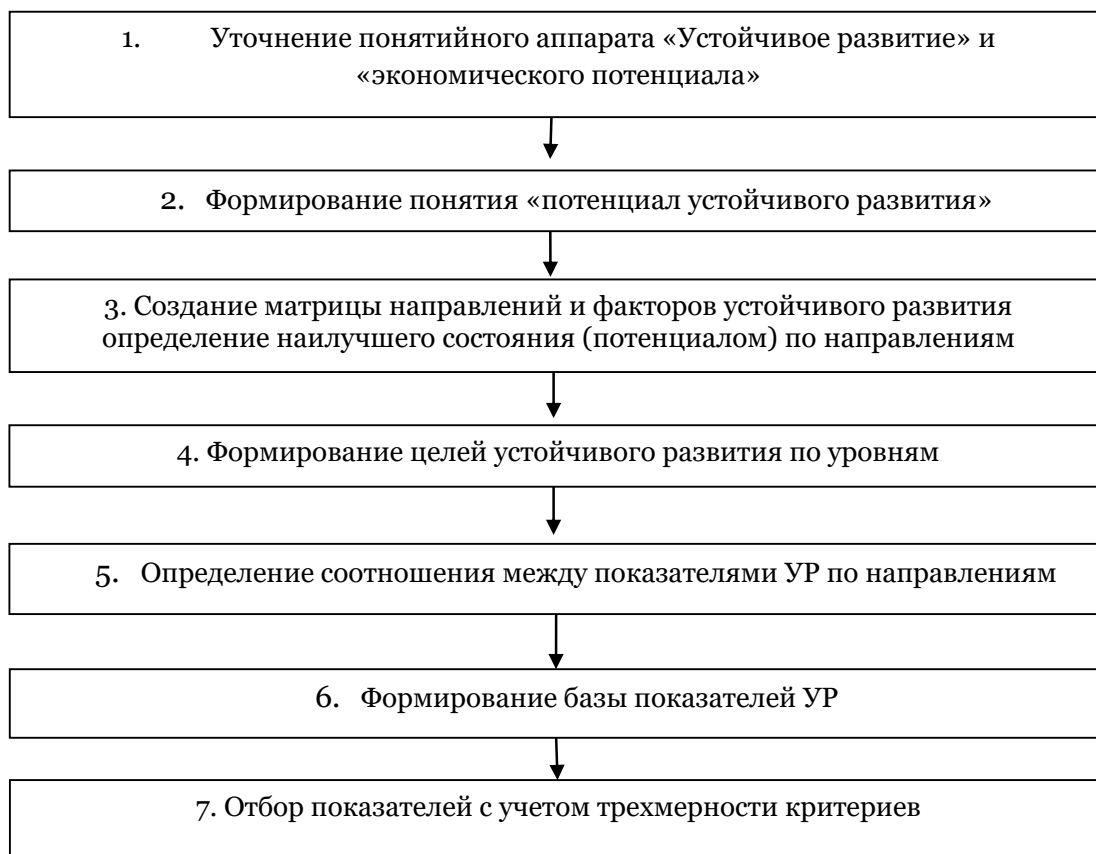 1. Уточнение понятийного аппарата «Устойчивое развитие» и
«экономического потенциала»
2. Формирование понятия «потенциал устойчивого развития»
3. Создание матрицы направлений и факторов устойчивого развития
определение наилучшего состояния (потенциалом) по направлениям
4. Формирование целей устойчивого развития по уровням
5. Определение соотношения между показателями УР по направлениям
6. Формирование базы показателей УР
7. Отбор показателей с учетом трехмерности критериев